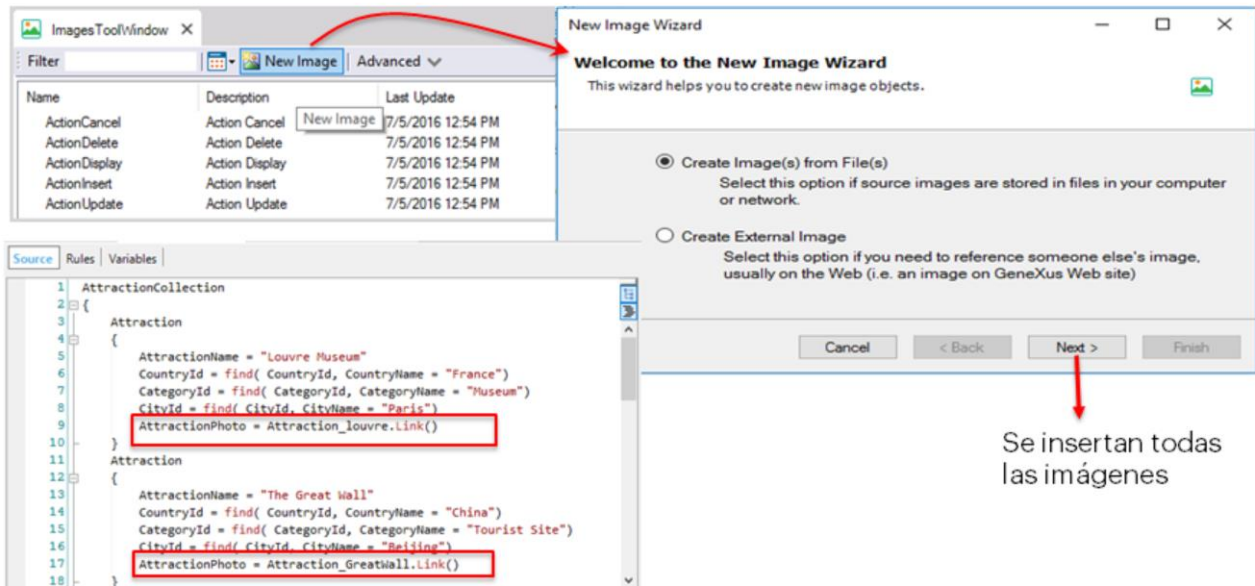 ImagesToolWindow X
Filter New Image Advanced
Name Description Last Update
ActionCancel Action Cancel 7/5/2016 12:54 PM
New Image
ActionDelete Action Delete 7/5/2016 12:54 PM
ActionDisplay Action Display 7/5/2016 12:54 PM
ActionInsert Action Insert 7/5/2016 12:54 PM
ActionUpdate Action Update 7/5/2016 12:54 PM
New Image Wizard
Welcome to the New Image Wizard
This wizard helps you to create new image objects.
Create Image(s) from File(s)
Select this option if source images are stored in files in your computer
or network.
Create External Image
Select this option if you need to reference someone else's image,
usually on the Web (i.e. an image on GeneXus Web site)
Cancel < Back Next > Finish
Se insertan todas
las imágenes
Source Rules Variables
1 AttractionCollection
2 {
3 Attraction
4 {
5 AttractionName = "Louvre Museum"
6 CountryId = find( CountryId, CountryName = "France")
7 CategoryId = find( CategoryId, CategoryName = "Museum")
8 CityId = find( CityId, CityName = "Paris")
9 AttractionPhoto = Attraction_louvre.Link()
10 }
11 Attraction
12 {
13 AttractionName = "The Great Wall"
14 CountryId = find( CountryId, CountryName = "China")
15 CategoryId = find( CategoryId, CategoryName = "Tourist Site")
16 CityId = find( CityId, CityName = "Beijing")
17 AttractionPhoto = Attraction_GreatWall.Link()
18 }